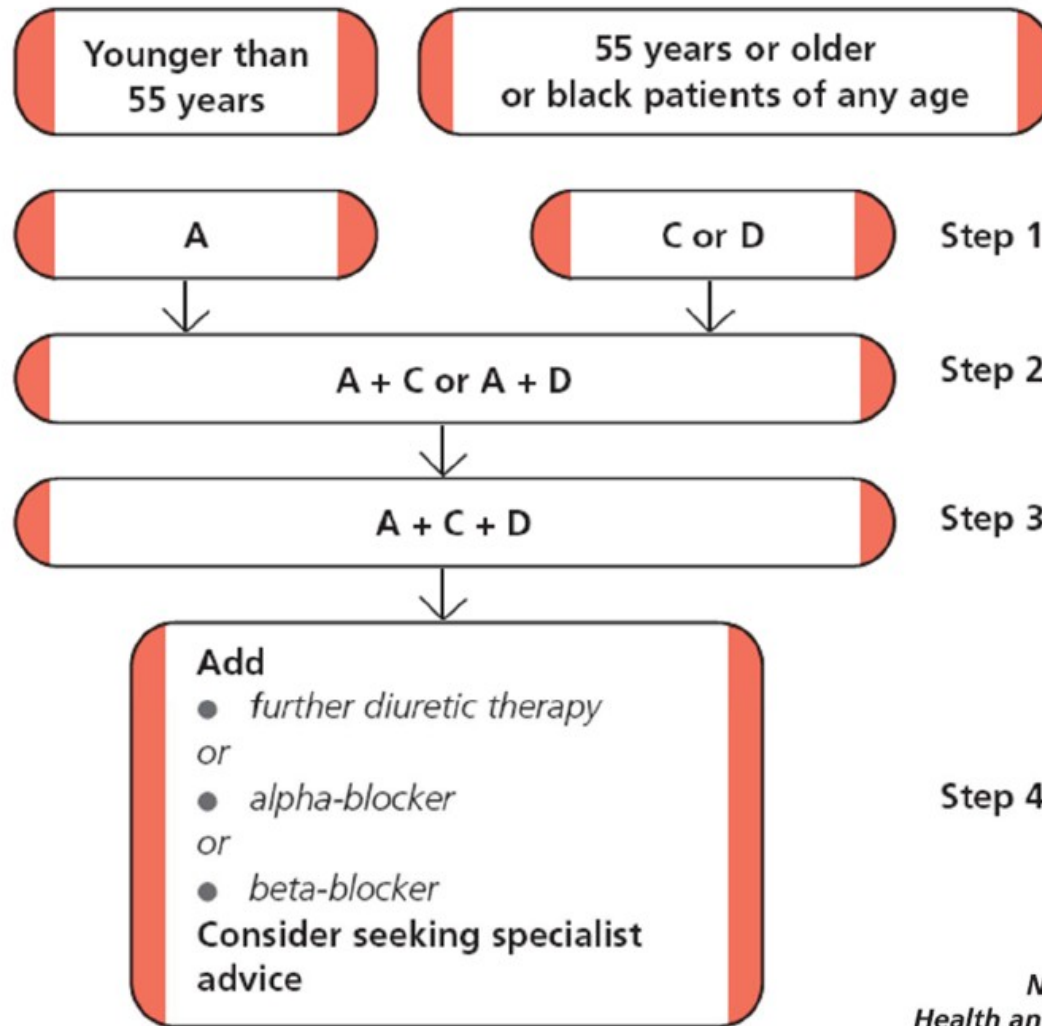 Younger than
55 years
55 years or older
or black patients of any age
A
C or D
Step 1
A + C or A + D
Step 2
A + C + D
Step 3
Add
● further diuretic therapy
or
● alpha-blocker
or
● beta-blocker
Consider seeking specialist
advice
Step 4
Health an